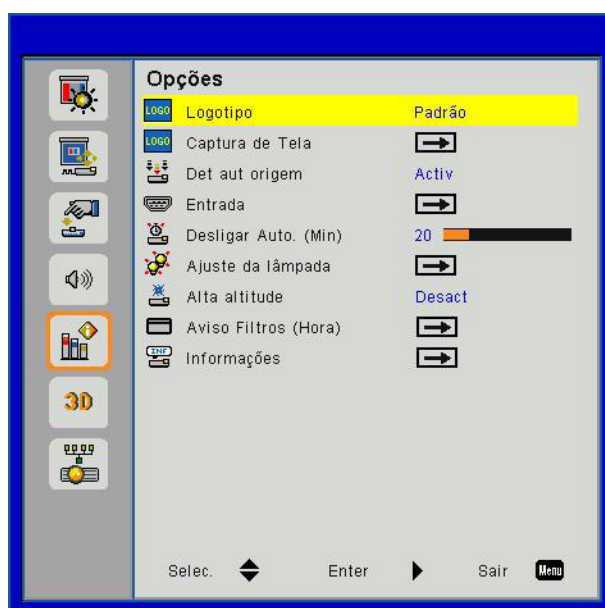 Opções
LOGO Logotipo Padrão
LOGO Captura de Tela
Det aut origem Activ
Entrada
Desligar Auto. (Min) 20
Ajuste da lâmpada
Alta altitude Desact
Aviso Filtros (Hora)
INF Informações
3D
Selec. Enter Sair Menu